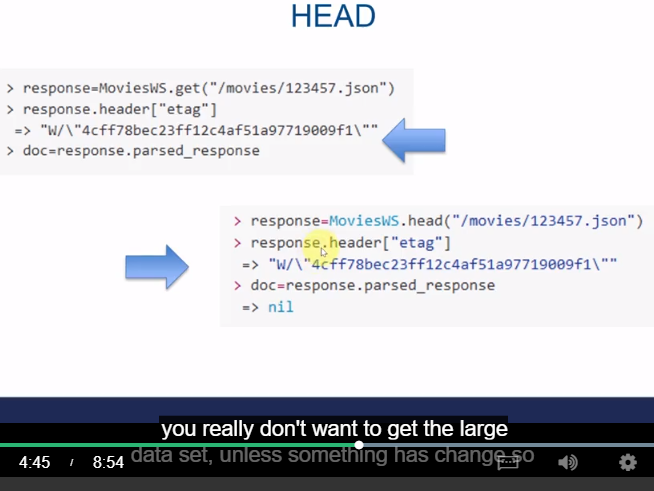 HEAD
> response=MoviesWS.get("/movies/123457.json")
> response.header["etag"]
=> "W/\"4cff78bec23ff12c4af51a97719009f1\""
> doc=response.parsed_response
> response=MoviesWS.head("/movies/123457.json")
> response.header["etag"]
=> "W/\"4cff78bec23ff12c4af51a97719009f1\""
> doc=response.parsed_response
=> nil
you really don't want to get the large
data set, unless something has change so
4:45 / 8:54